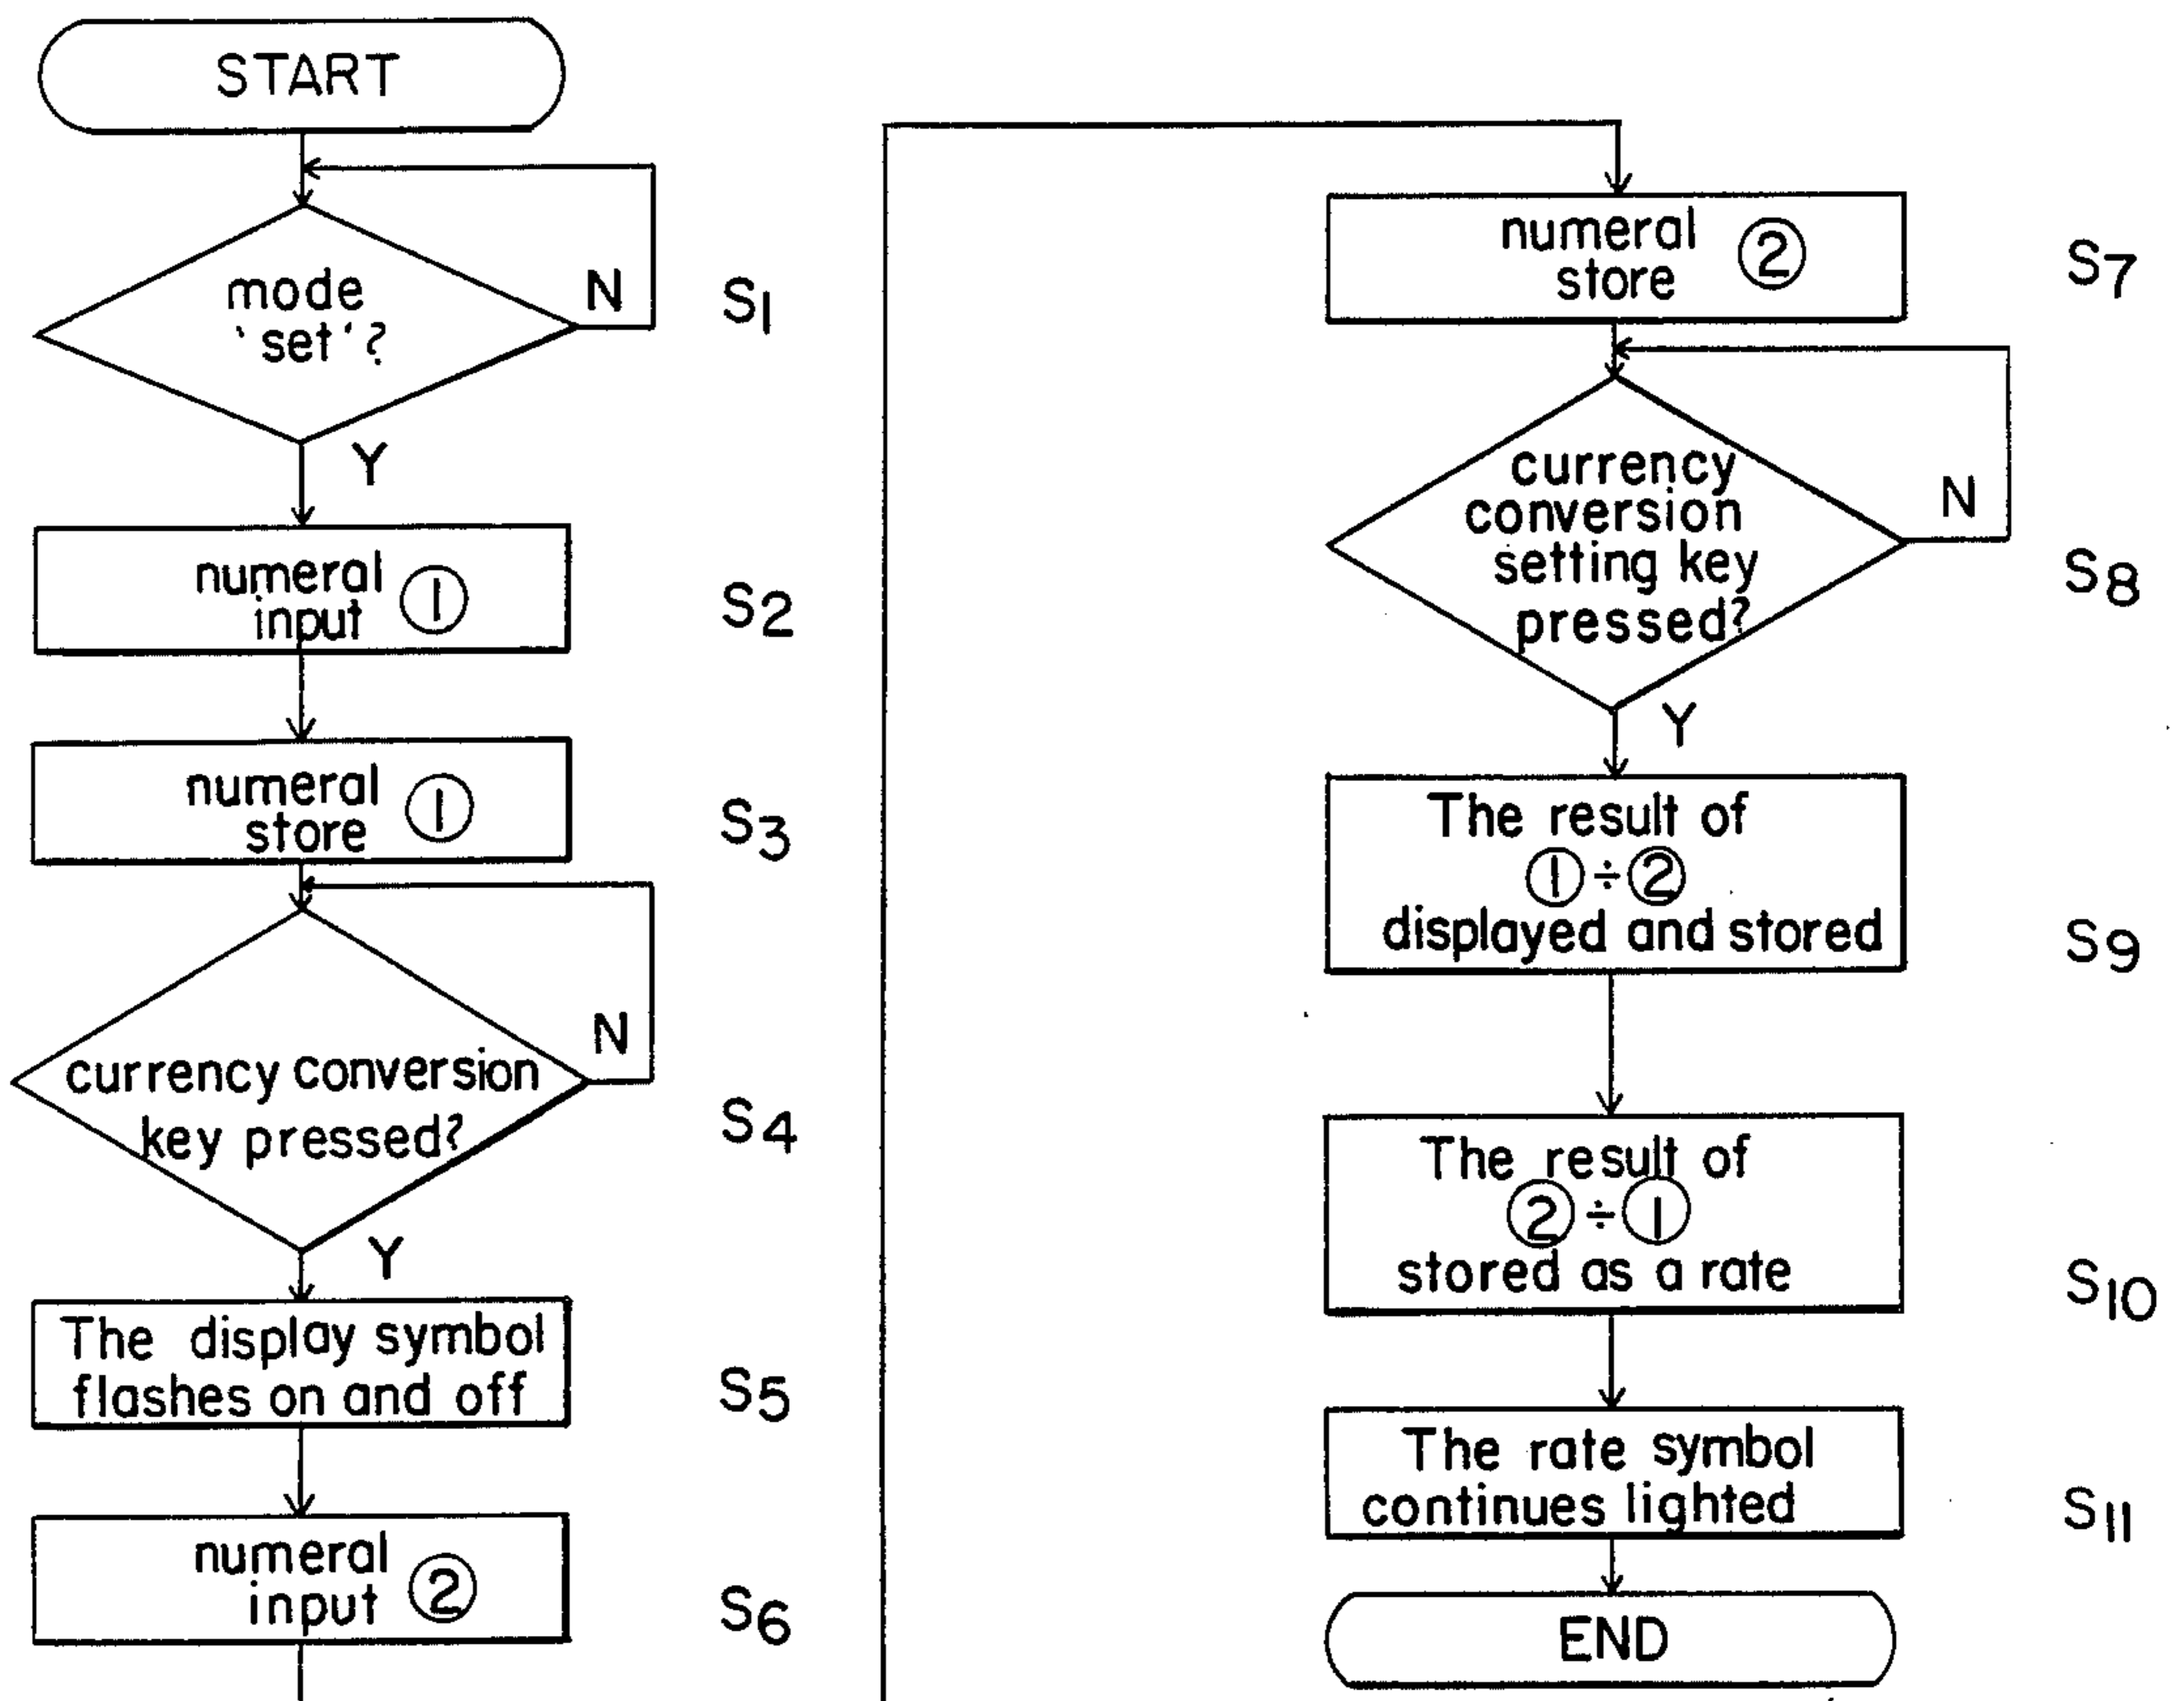 START
mode
'set'?
N
S1
Y
numeral ①
input
S2
numeral ①
store
S3
currency conversion
key pressed?
N
S4
Y
The display symbol
flashes on and off
S5
numeral ②
input
S6
numeral ②
store
S7
currency
conversion
setting key
pressed?
N
S8
Y
The result of
①÷②
displayed and stored
S9
The result of
②÷①
stored as a rate
S10
The rate symbol
continues lighted
S11
END